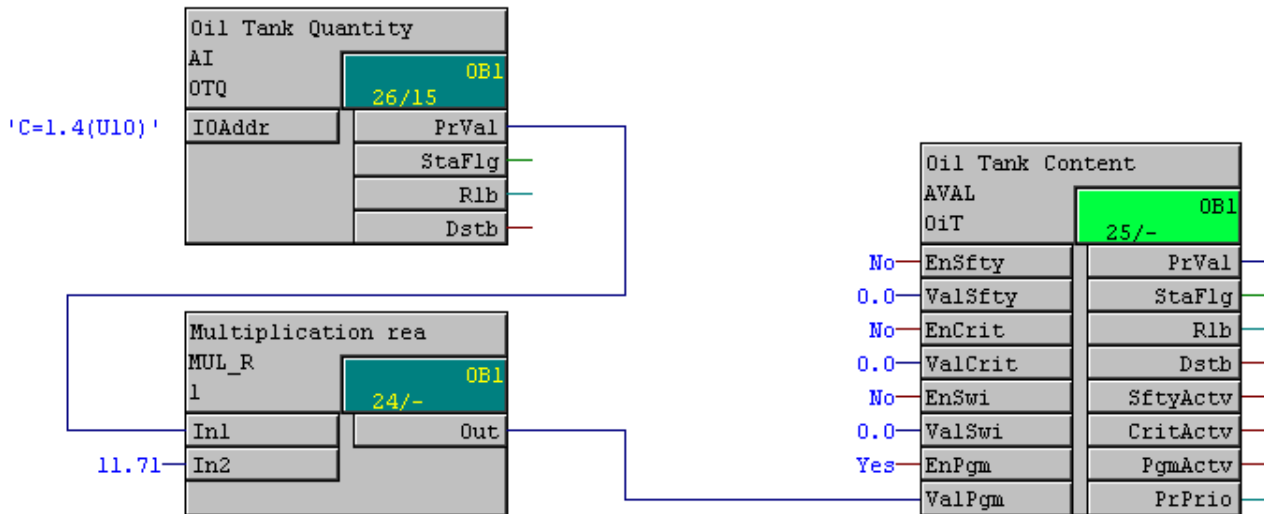 Oil Tank Quantity
AI
OTQ
OB1
26/15
'C=1.4(U10)'
IOAddr
PrVal
StaFlg
Rlb
Dstb
Multiplication rea
MUL_R
1
OB1
24/-
In1
Out
11.71
In2
Oil Tank Content
AVAL
OiT
OB1
25/-
No EnSfty PrVal
0.0 ValSfty StaFlg
No EnCrit Rlb
0.0 ValCrit Dstb
No EnSwi SftyActv
0.0 ValSwi CritActv
Yes EnPgm PgmActv
ValPgm PrPrio